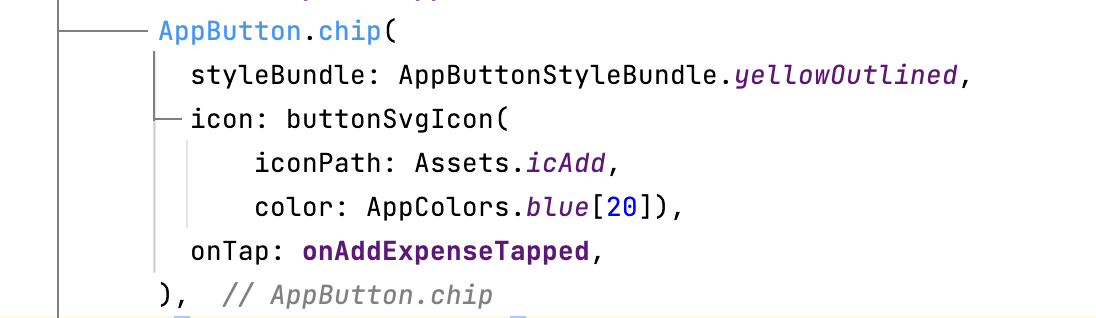 AppButton.chip(
styleBundle: AppButtonStyleBundle.yellowOutlined,
icon: buttonSvgIcon(
iconPath: Assets.icAdd,
color: AppColors.blue[20]),
onTap: onAddExpenseTapped,
),  // AppButton.chip